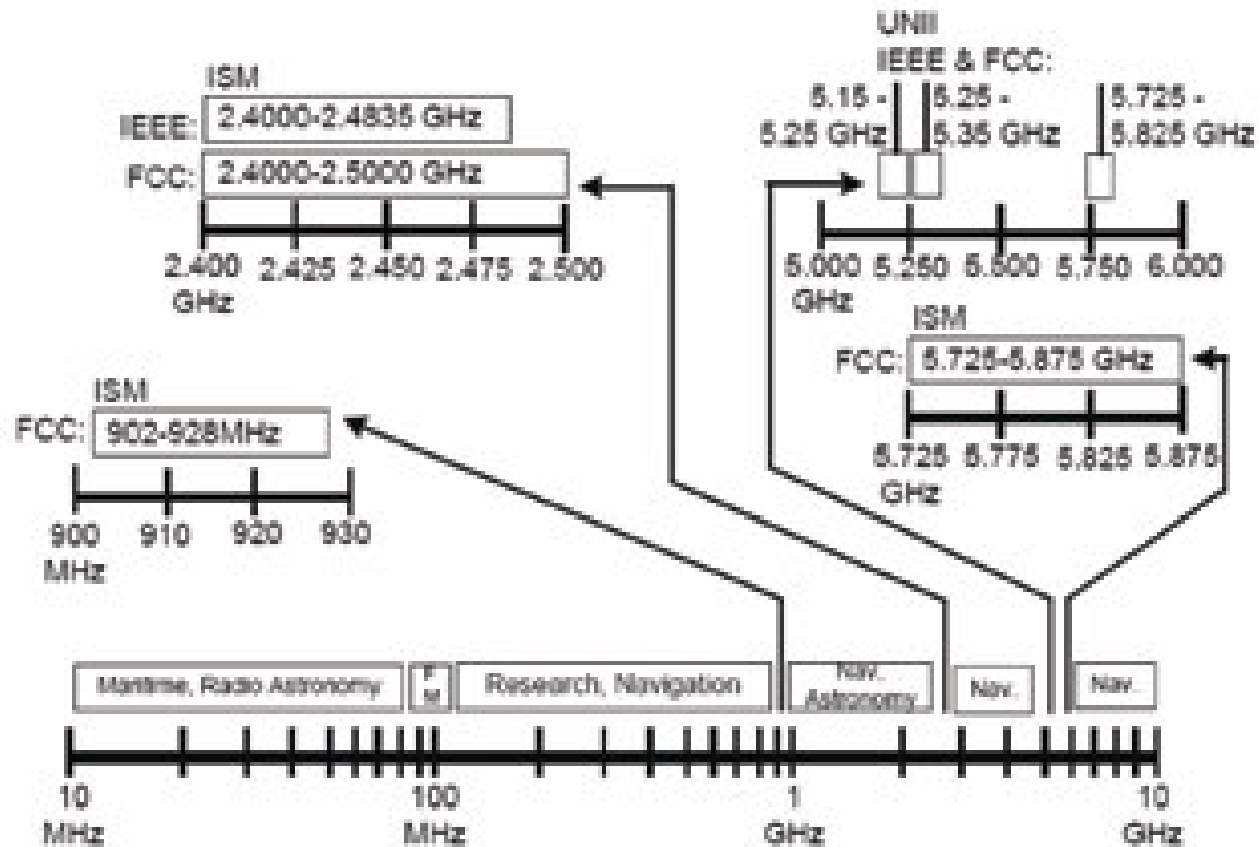 ISM
IEEE: 2.4000-2.4835 GHz
FCC: 2.4000-2.5000 GHz
2.400 2.425 2.450 2.475 2.500
GHz
UNII
IEEE & FCC:
5.15 - 5.25 - 5.725 -
5.25 GHz 5.35 GHz 5.825 GHz
5.000 5.250 5.500 5.750 6.000
GHz
ISM
FCC: 5.725-5.875 GHz
5.725 5.775 5.825 5.875
GHz
ISM
FCC: 902-928MHz
900 910 920 930
MHz
Maritime, Radio Astronomy
F
M
Research, Navigation
Nav.
Astronomy
Nav.
Nav.
10 100 1 10
MHz MHz GHz GHz